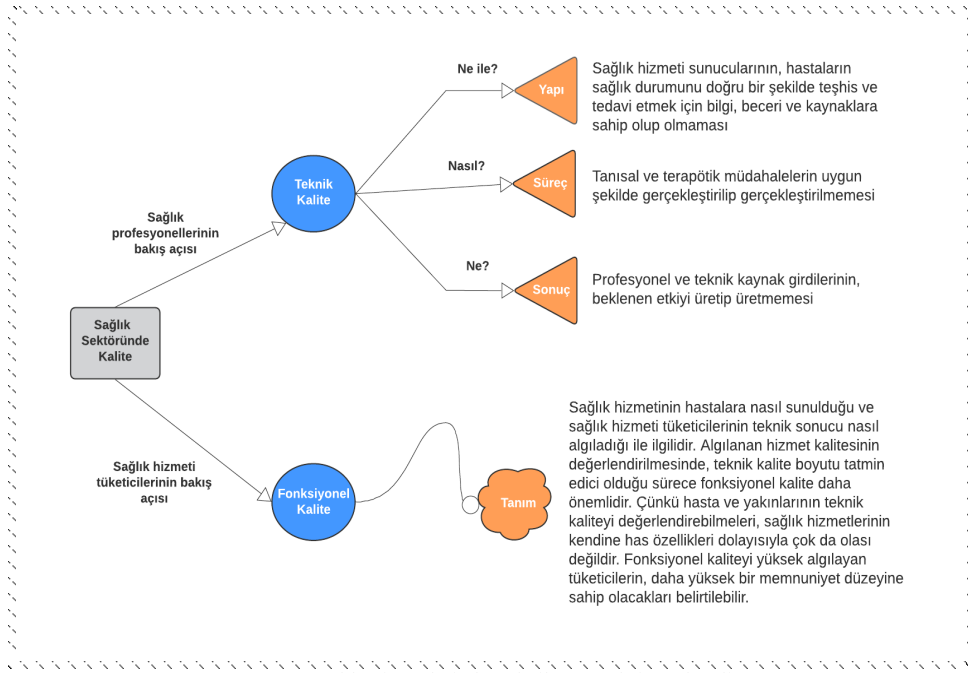 Ne ile?
Yapı
Sağlık hizmeti sunucularının, hastaların
sağlık durumunu doğru bir şekilde teşhis ve
tedavi etmek için bilgi, beceri ve kaynaklara
sahip olup olmaması
Teknik
Kalite
Nasıl?
Süreç
Tanısal ve terapötik müdahalelerin uygun
şekilde gerçekleştirilip gerçekleştirilmemesi
Sağlık
profesyonellerinin
bakış açısı
Ne?
Sonuç
Profesyonel ve teknik kaynak girdilerinin,
beklenen etkiyi üretip üretmemesi
Sağlık
Sektöründe
Kalite
Sağlık hizmeti
tüketicilerinin bakış
açısı
Fonksiyonel
Kalite
Tanım
Sağlık hizmetinin hastalara nasıl sunulduğu ve
sağlık hizmeti tüketicilerinin teknik sonucu nasıl
algıladığı ile ilgilidir. Algılanan hizmet kalitesinin
değerlendirilmesinde, teknik kalite boyutu tatmin
edici olduğu sürece fonksiyonel kalite daha
önemlidir. Çünkü hasta ve yakınlarının teknik
kaliteyi değerlendirebilmeleri, sağlık hizmetlerinin
kendine has özellikleri dolayısıyla çok da olası
değildir. Fonksiyonel kaliteyi yüksek algılayan
tüketicilerin, daha yüksek bir memnuniyet düzeyine
sahip olacakları belirtilebilir.